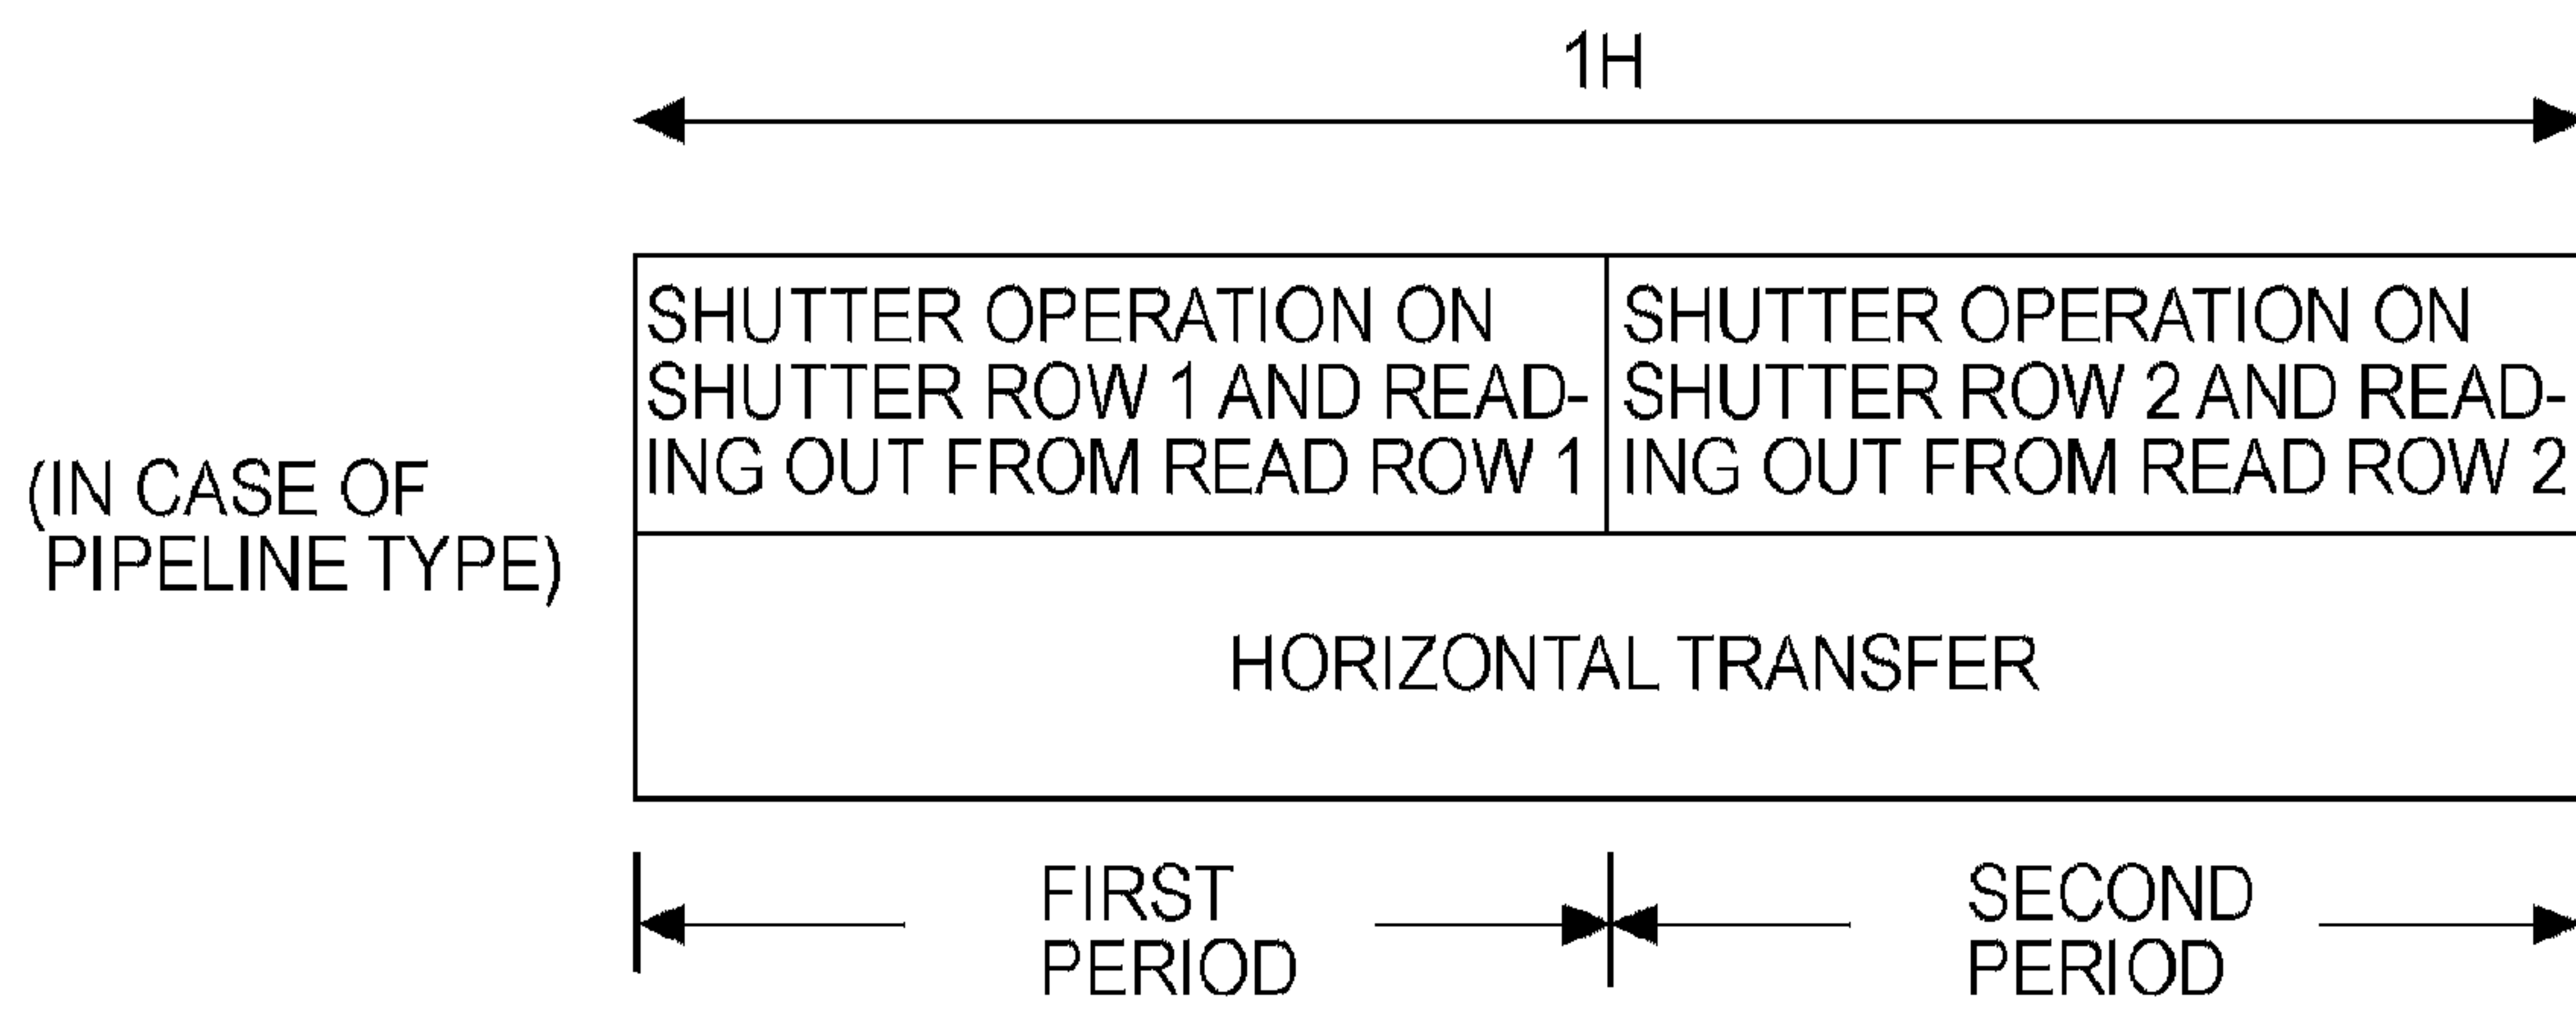 1H
SHUTTER OPERATION ON
SHUTTER ROW 1 AND READ-
ING OUT FROM READ ROW 1
SHUTTER OPERATION ON
SHUTTER ROW 2 AND READ-
ING OUT FROM READ ROW 2
(IN CASE OF
PIPELINE TYPE)
HORIZONTAL TRANSFER
FIRST
PERIOD
SECOND
PERIOD